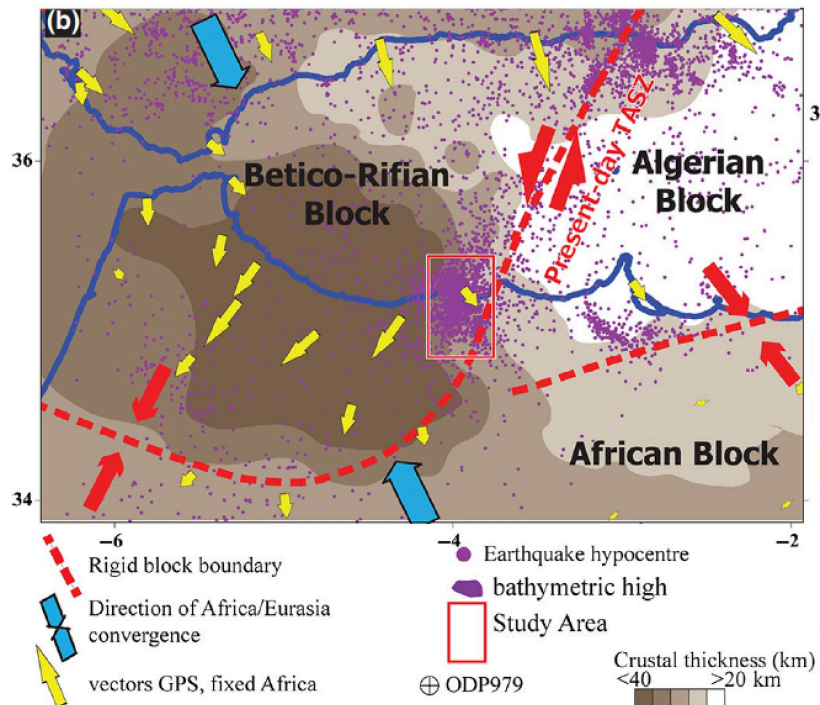 (b)
36
3
Betico-Rifian
Block
Algerian
Block
Present-day TASZ
African Block
34
−6
−4
−2
Rigid block boundary
Direction of Africa/Eurasia
convergence
vectors GPS, fixed Africa
Earthquake hypocentre
bathymetric high
Study Area
ODP979
Crustal thickness (km)
<40
>20 km